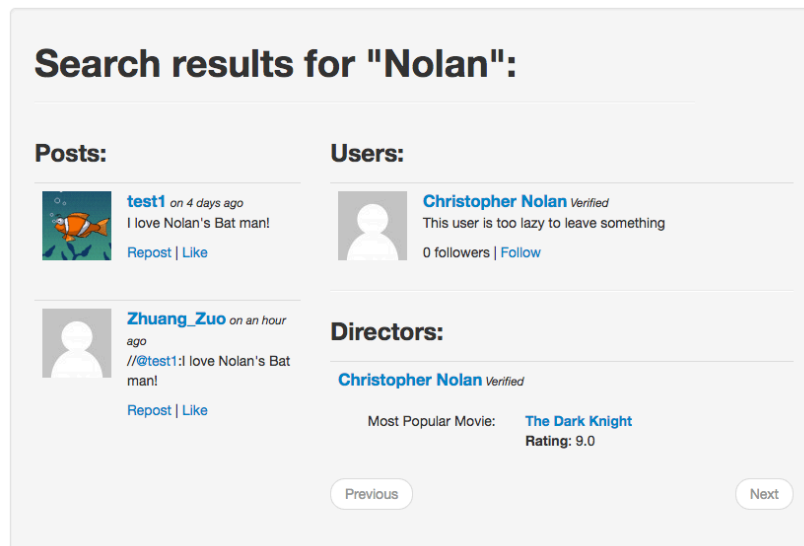 Search results for "Nolan":
Posts:
test1 on 4 days ago
I love Nolan's Bat man!
Repost | Like
Zhuang_Zuo on an hour
ago
//@test1:I love Nolan's Bat
man!
Repost | Like
Users:
Christopher Nolan Verified
This user is too lazy to leave something
0 followers | Follow
Directors:
Christopher Nolan Verified
Most Popular Movie: The Dark Knight
Rating: 9.0
Previous Next